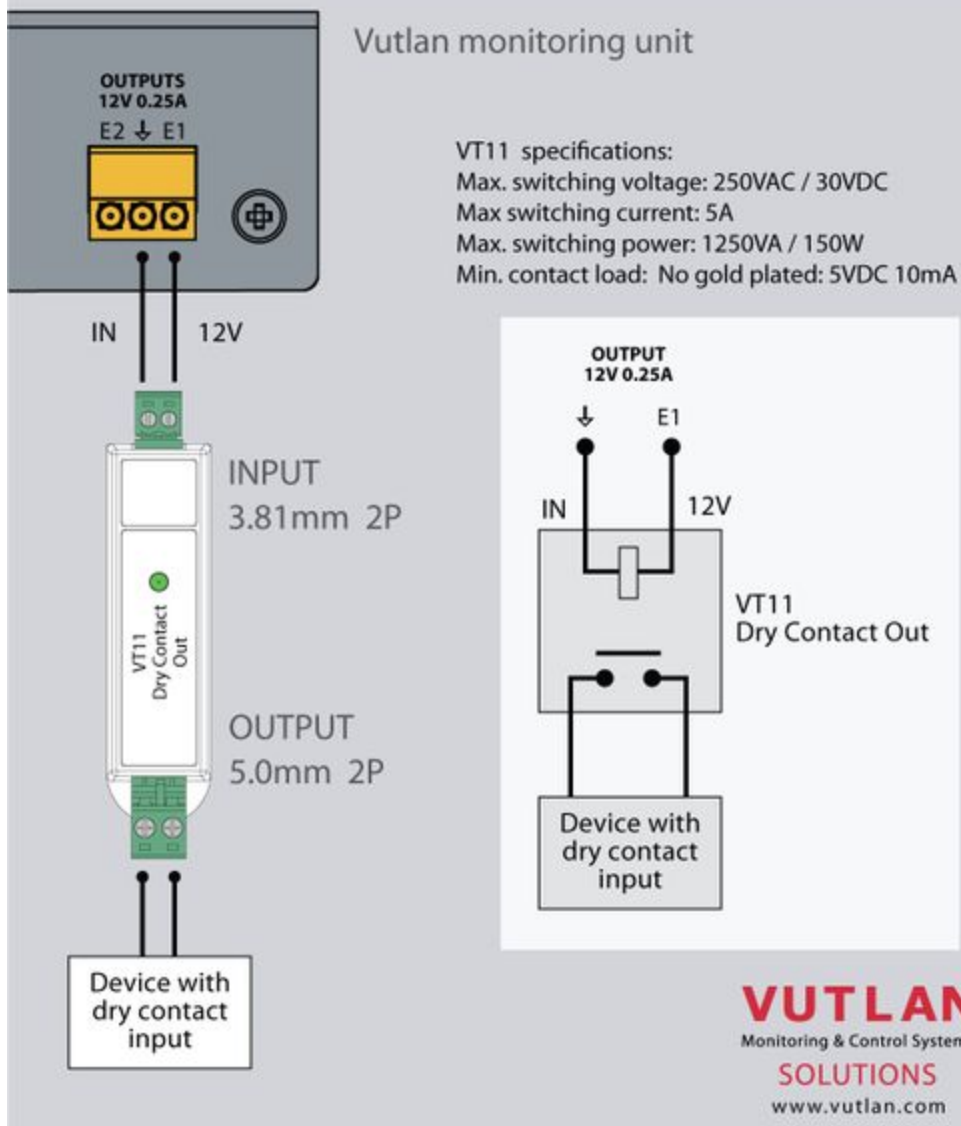 Vutlan monitoring unit
OUTPUTS
12V 0.25A
E2 E1
VT11 specifications:
Max. switching voltage: 250VAC / 30VDC
Max switching current: 5A
Max. switching power: 1250VA / 150W
Min. contact load: No gold plated: 5VDC 10mA
IN 12V
INPUT
3.81mm 2P
VT11
Dry Contact
Out
OUTPUT
5.0mm 2P
Device with
dry contact
input
OUTPUT
12V 0.25A
E1
IN 12V
VT11
Dry Contact Out
Device with
dry contact
input
VUTLAN
Monitoring & Control System
SOLUTIONS
www.vutlan.com